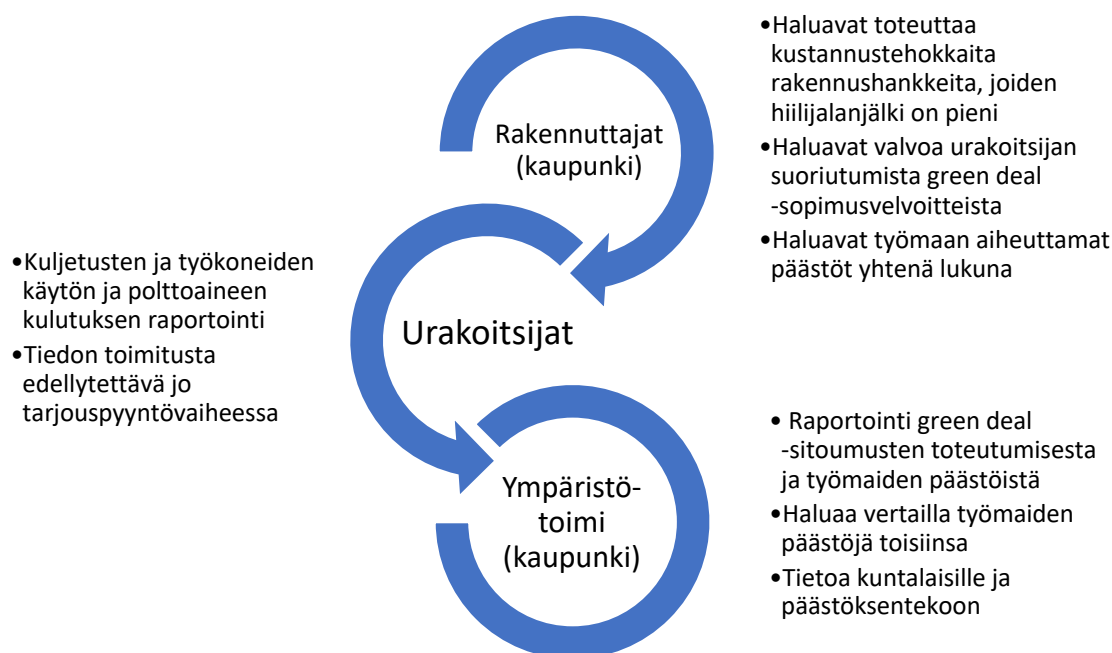 Rakennuttajat
(kaupunki)
•Haluavat toteuttaa
kustannustehokkaita
rakennushankkeita, joiden
hiilijalanjälki on pieni
•Haluavat valvoa urakoitsijan
suoriutumista green deal
-sopimusvelvoitteista
•Haluavat työmaan aiheuttamat
päästöt yhtenä lukuna
Urakoitsijat
•Kuljetusten ja työkoneiden
käytön ja polttoaineen
kulutuksen raportointi
•Tiedon toimitusta
edellytettävä jo
tarjouspyyntövaiheessa
Ympäristö-
toimi
(kaupunki)
• Raportointi green deal
-sitoumusten toteutumisesta
ja työmaiden päästöistä
•Haluaa vertailla työmaiden
päästöjä toisiinsa
•Tietoa kuntalaisille ja
päästöksentekoon